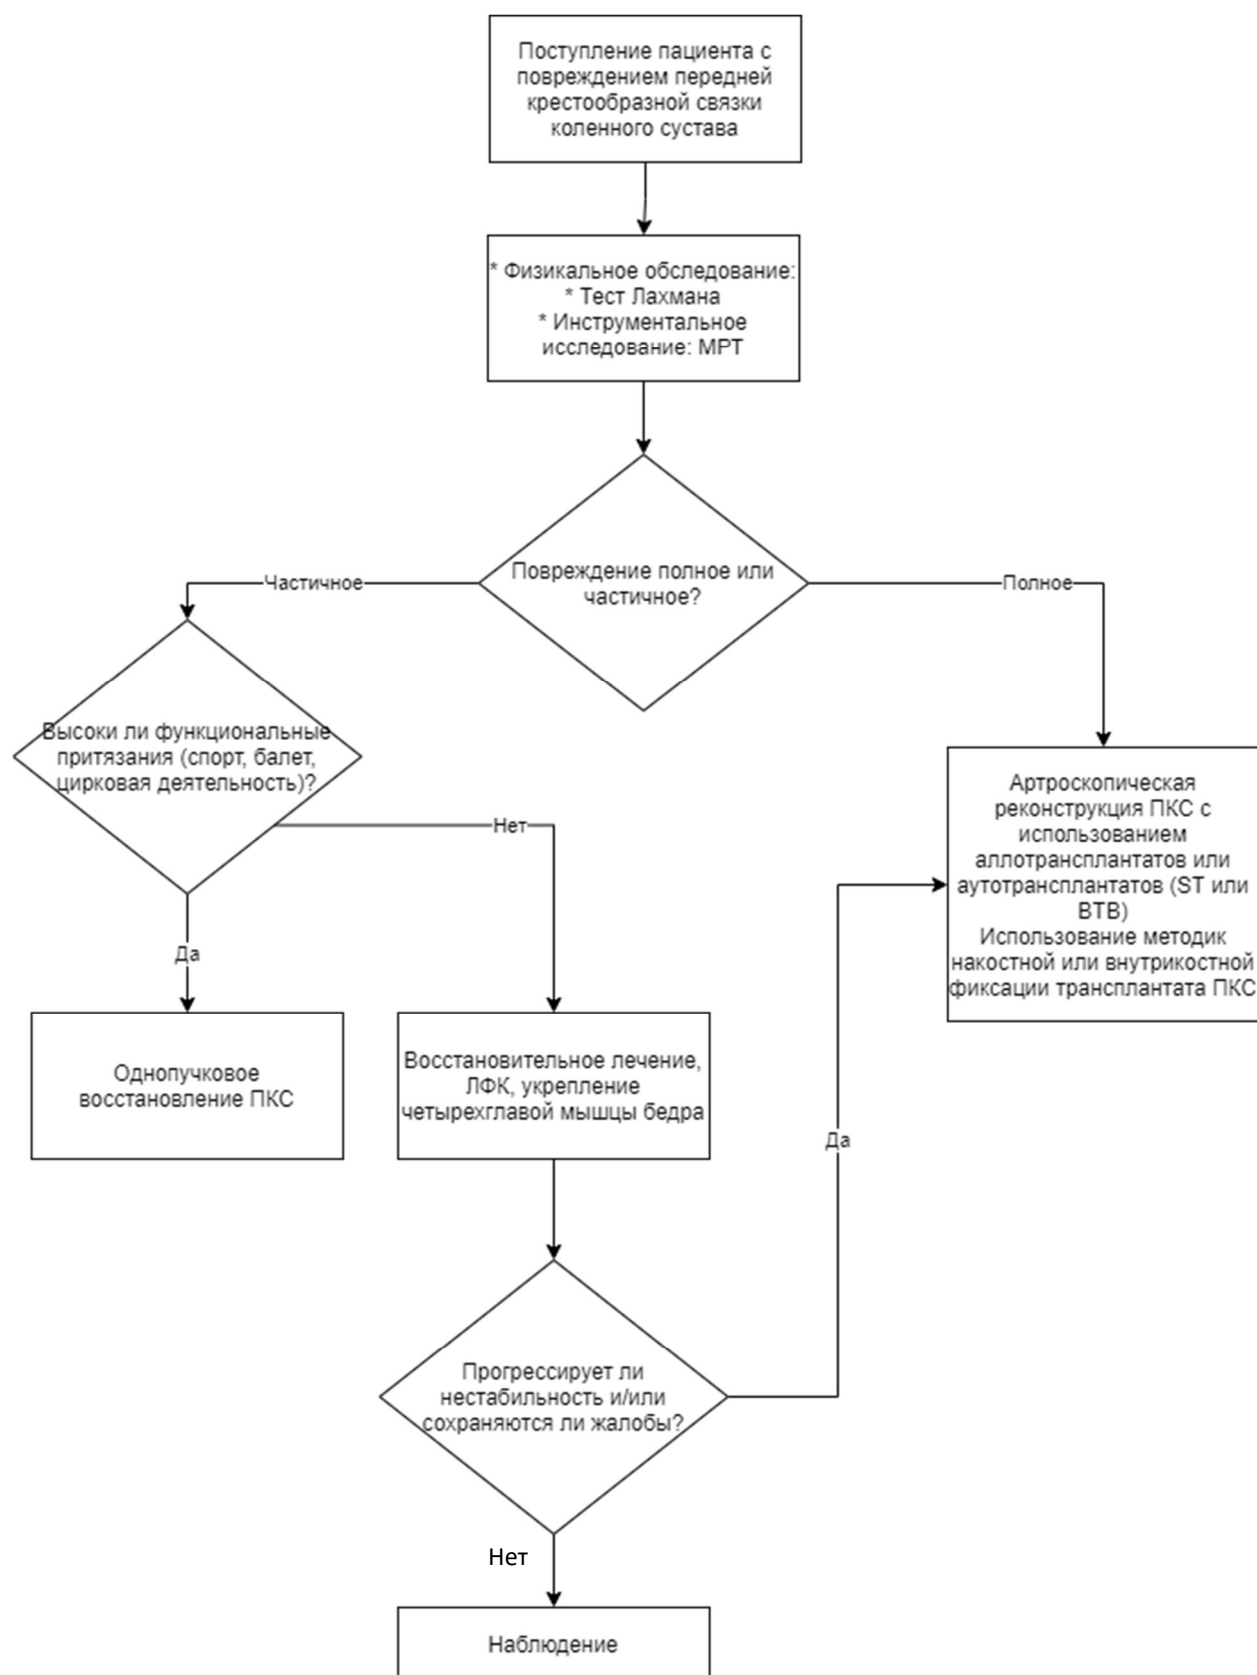 Поступление пациента с
повреждением передней
крестообразной связки
коленного сустава
* Физикальное обследование:
* Тест Лахмана
* Инструментальное
исследование: МРТ
Повреждение полное или
частичное?
Частичное
Полное
Высоки ли функциональные
притязания (спорт, балет,
цирковая деятельность)?
Нет
Да
Артроскопическая
реконструкция ПКС с
использованием
аллотрансплантатов или
аутотрансплантатов (ST или
BTB)
Использование методик
накостной или внутрикостной
фиксации трансплантата ПКС
Однопучковое
восстановление ПКС
Восстановительное лечение,
ЛФК, укрепление
четырехглавой мышцы бедра
Да
Прогрессирует ли
нестабильность и/или
сохраняются ли жалобы?
Нет
Наблюдение